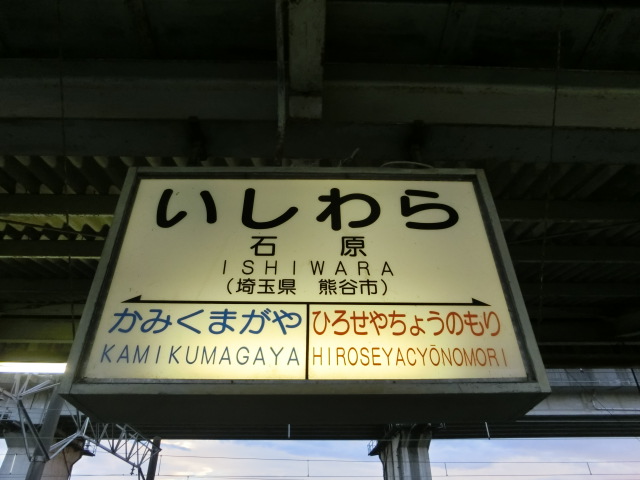 いしわら
石原
ISHIWARA
(埼玉県 熊谷市)
かみくまがや
KAMIKUMAGAYA
ひろせやちょうのもり
HIROSEYACYŌNOMORI